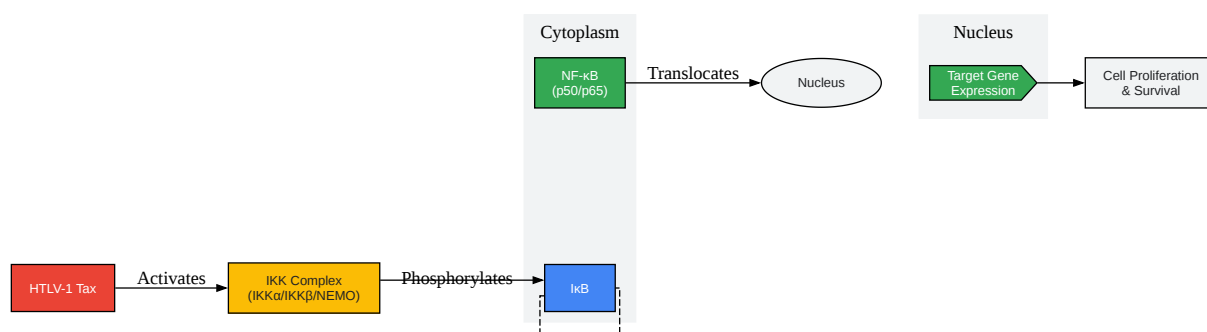 Cytoplasm
Nucleus
NF-κB
(p50/p65)
Translocates
Nucleus
Target Gene
Expression
Cell Proliferation
& Survival
HTLV-1 Tax
Activates
IKK Complex
(IKKα/IKKβ/NEMO)
Phosphorylates
IκB